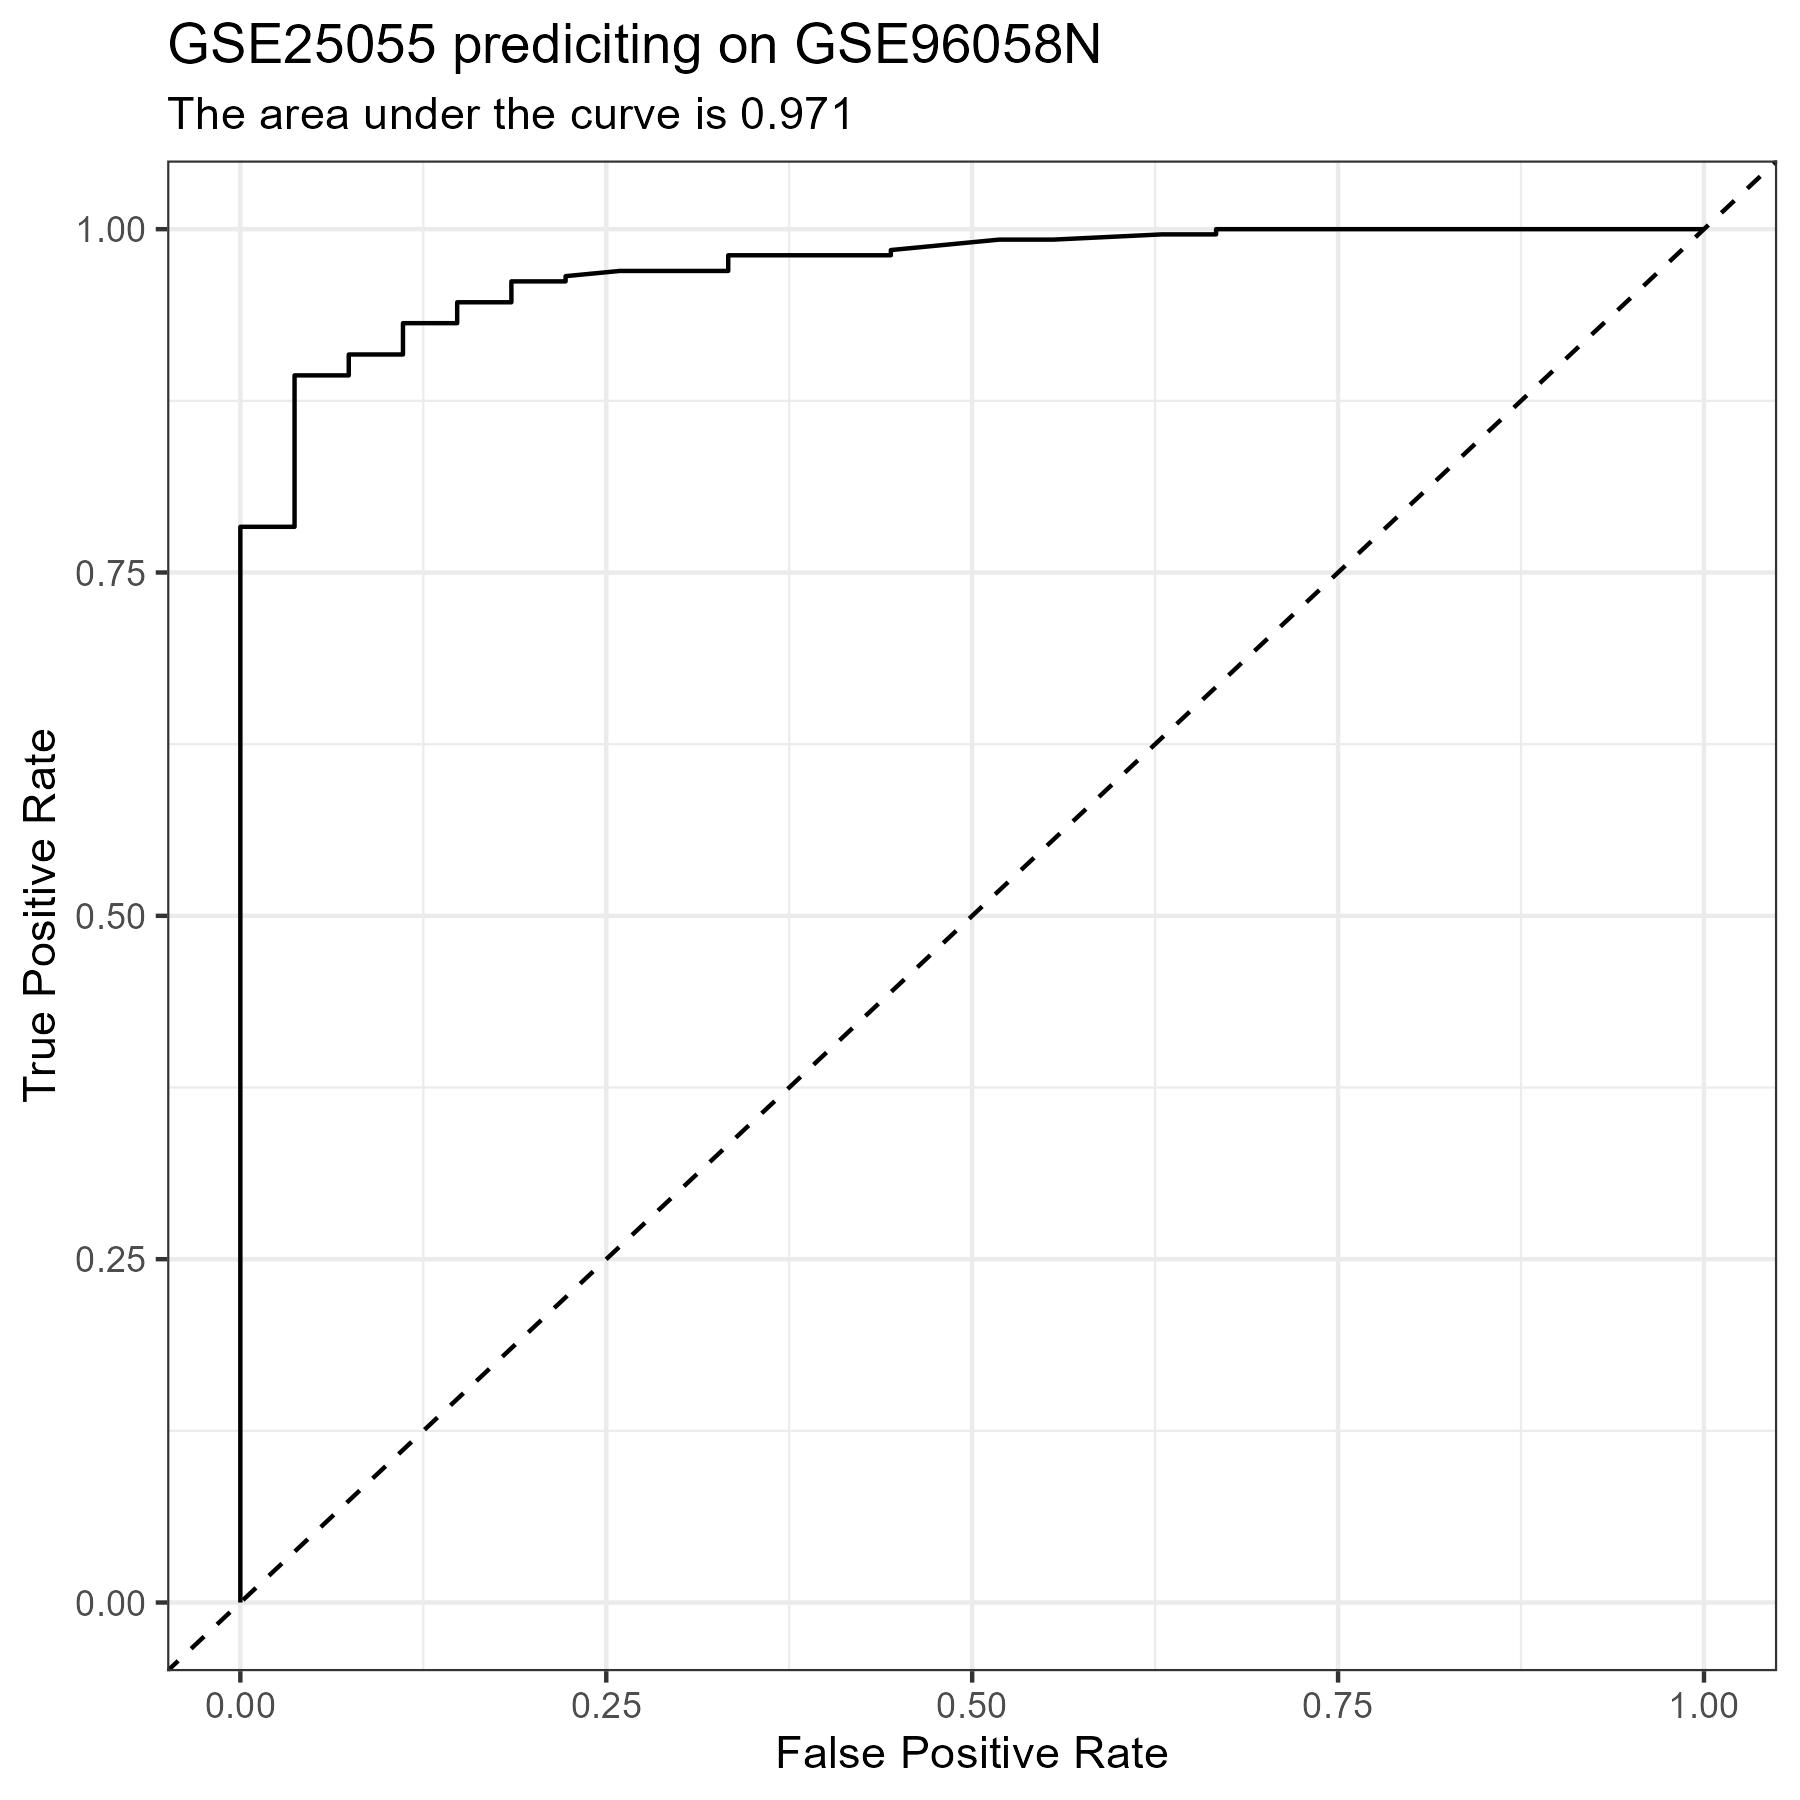 GSE25055 prediciting on GSE96058N
The area under the curve is 0.971
1.00
0.75
0.50
0.25
0.00
True Positive Rate
0.00 0.25 0.50 0.75 1.00
False Positive Rate